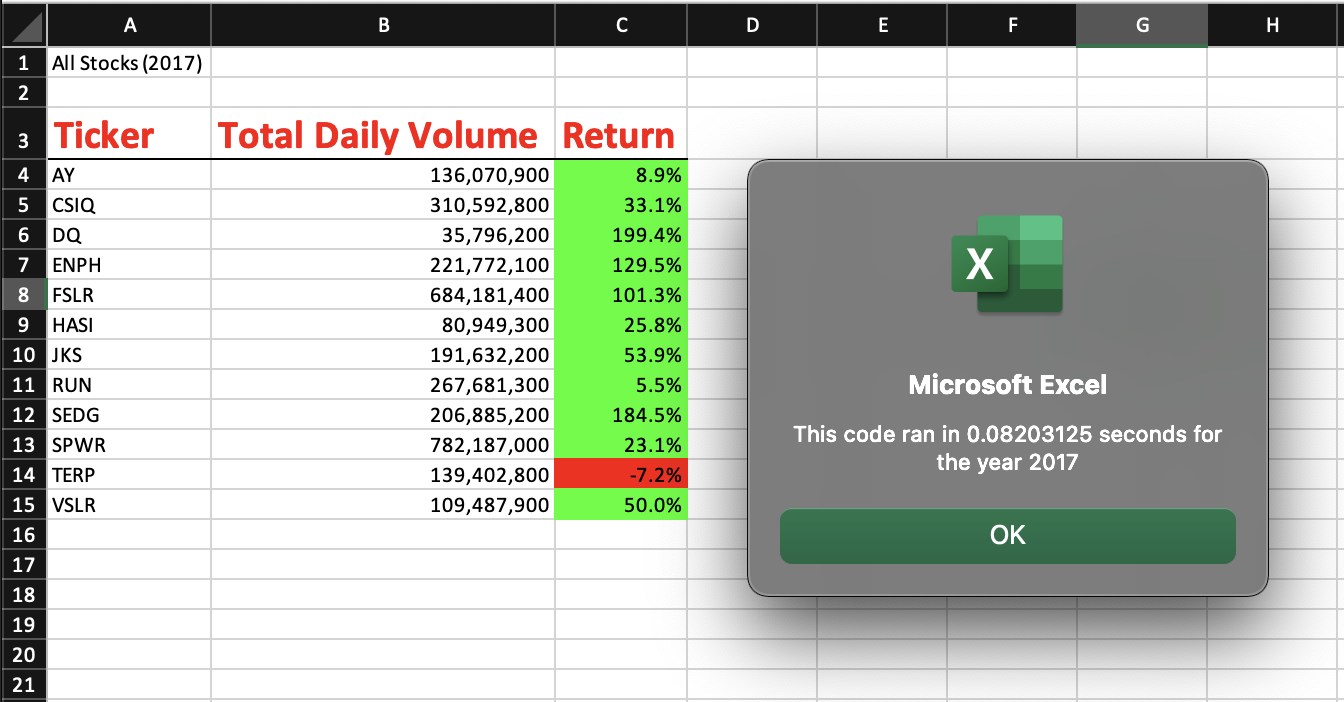 A B C D E F G H
1 All Stocks (2017)
2
3 Ticker Total Daily Volume Return
4 AY 136,070,900 8.9%
5 CSIQ 310,592,800 33.1%
6 DQ 35,796,200 199.4%
7 ENPH 221,772,100 129.5%
8 FSLR 684,181,400 101.3%
9 HASI 80,949,300 25.8%
10 JKS 191,632,200 53.9%
11 RUN 267,681,300 5.5%
12 SEDG 206,885,200 184.5%
13 SPWR 782,187,000 23.1%
14 TERP 139,402,800 -7.2%
15 VSLR 109,487,900 50.0%
16
17
18
19
20
21
X
Microsoft Excel
This code ran in 0.08203125 seconds for
the year 2017
OK